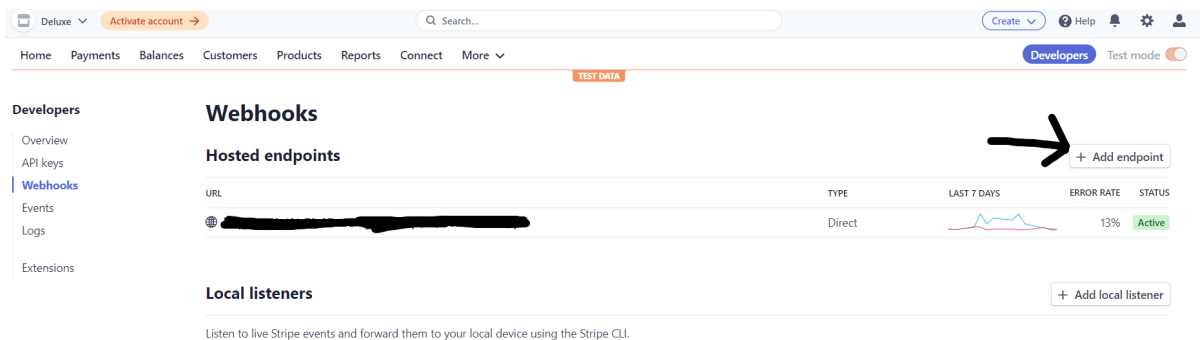 Deluxe Activate account → Search... Create Help
Home Payments Balances Customers Products Reports Connect More Developers Test mode
TEST DATA
Developers
Overview
API keys
Webhooks
Events
Logs
Extensions
Webhooks
Hosted endpoints + Add endpoint
URL TYPE LAST 7 DAYS ERROR RATE STATUS
Direct 13% Active
Local listeners + Add local listener
Listen to live Stripe events and forward them to your local device using the Stripe CLI.